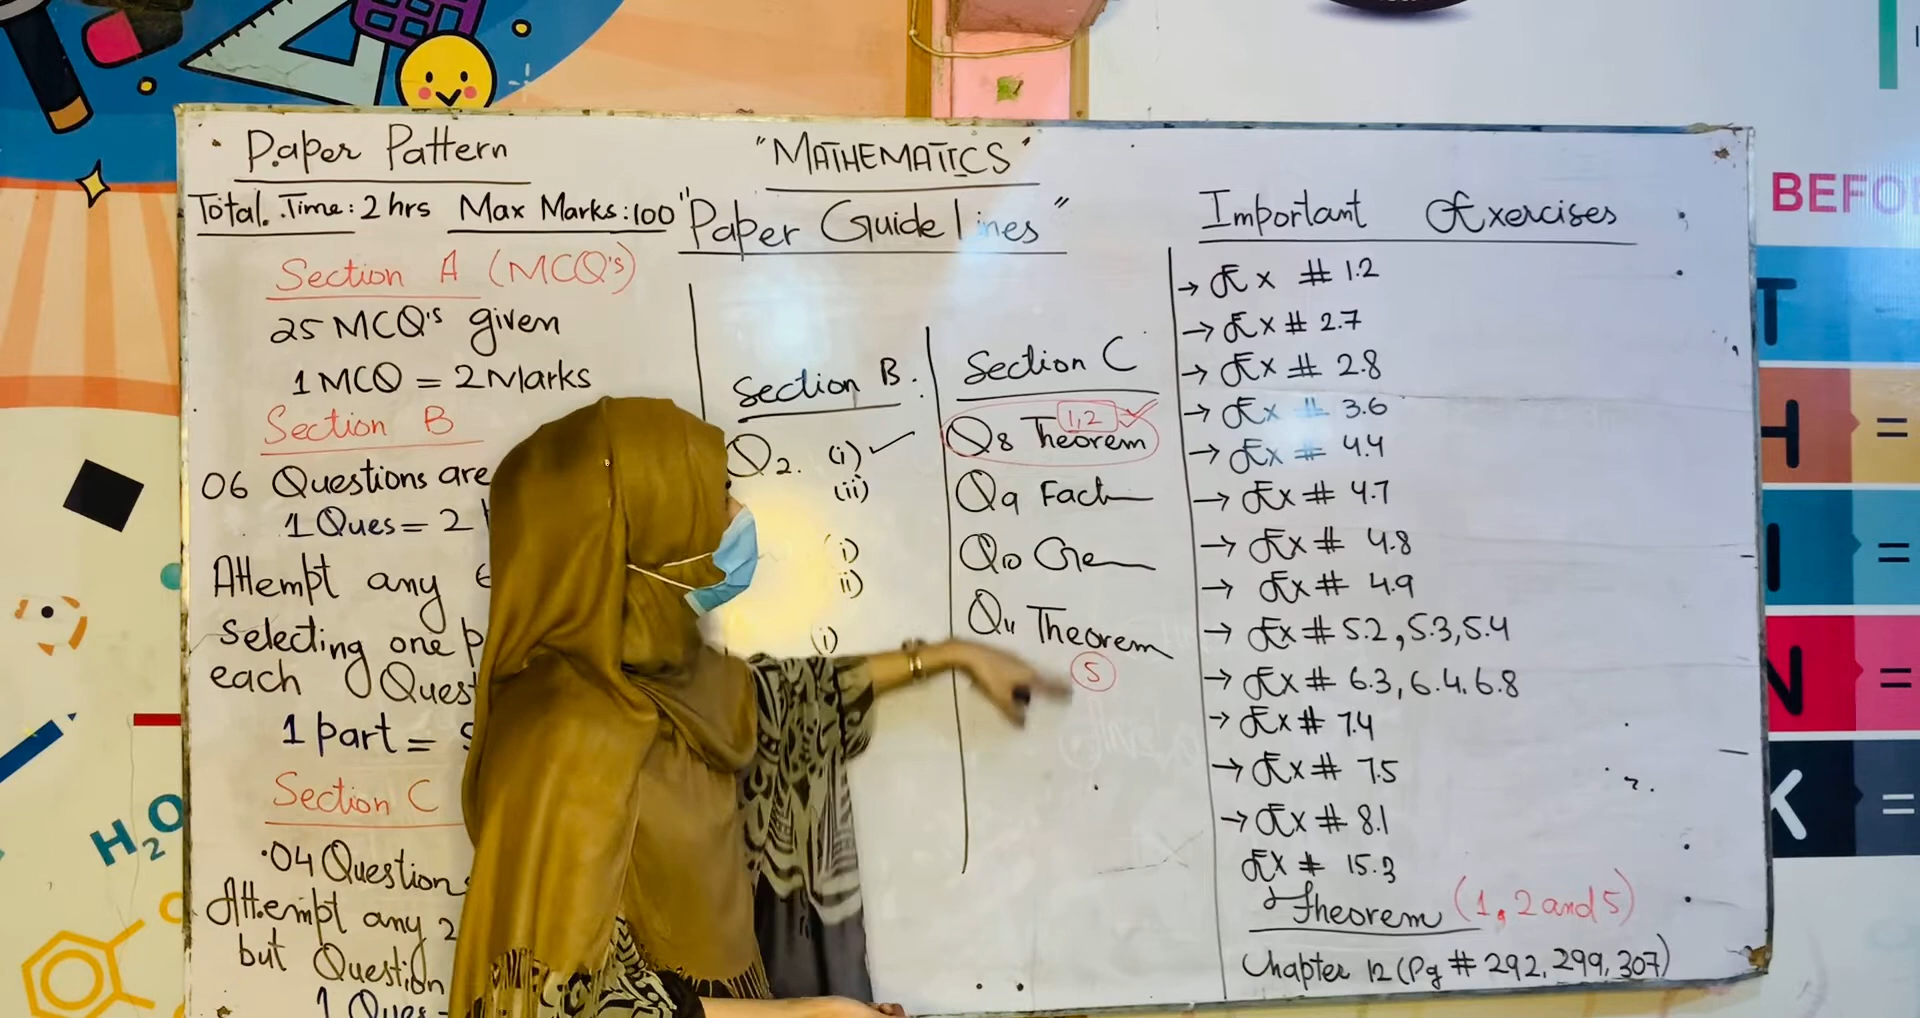 Paper Pattern
Total. Time: 2 hrs Max Marks: 100
Section A (MCQ's)
25 MCQ's given
1 MCQ = 2 Marks
Section B
06 Questions are
1 Ques = 2
Attempt any 6
Selecting one p
each Quest
1 part = 5
Section C
04 Question
Attempt any 2
but Question
1 Ques
"MATHEMATICS"
"Paper Guidelines"
Section B.
Q2. (i)
(ii)
(i)
ii)
(i)
Section C
1,2
Q8 Theorem
Q9 Fact
Q10
Q11 Theorem
5
Important Exercises
→ Ex # 1.2
→ Ex # 2.7
→ Ex # 2.8
→ Ex # 3.6
→ Ex # 4.4
→ Ex # 4.7
→ Ex # 4.8
→ Ex # 4.9
→ Ex # 5.2, 5.3, 5.4
→ Ex # 6.3, 6.4. 6.8
→ Ex # 7.4
→ Ex # 7.5
→ Ex # 8.1
Ex # 15.3
Theorem (1, 2 and 5)
Chapter 12 (Pg # 292, 299, 307)
H₂O
BEFO
T
H =
I =
N =
K =